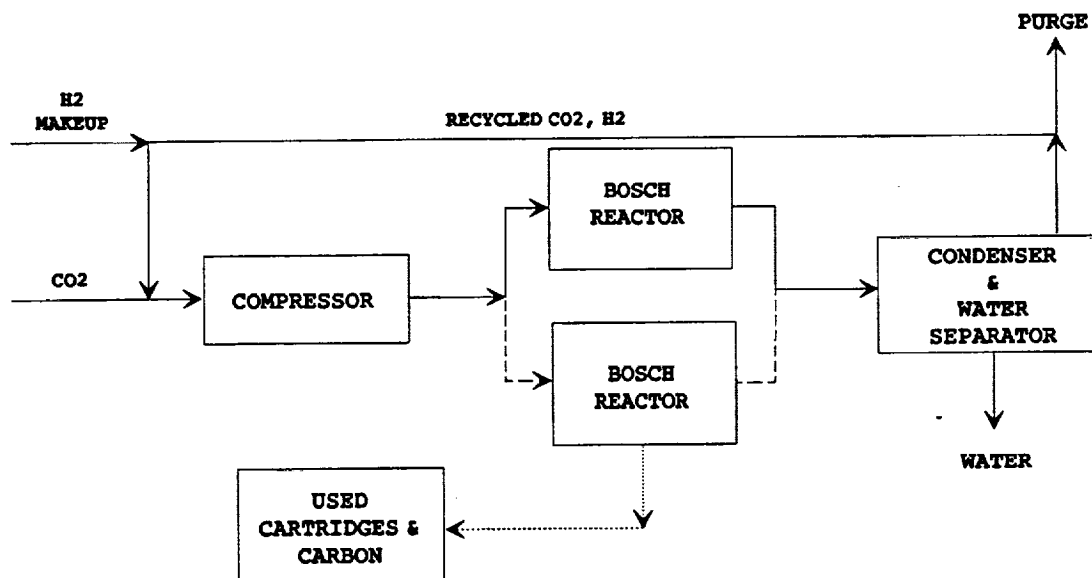 PURGE
H2
MAKEUP
RECYCLED CO2, H2
BOSCH
REACTOR
CO2
COMPRESSOR
CONDENSER
&
WATER
SEPARATOR
BOSCH
REACTOR
WATER
USED
CARTRIDGES &
CARBON